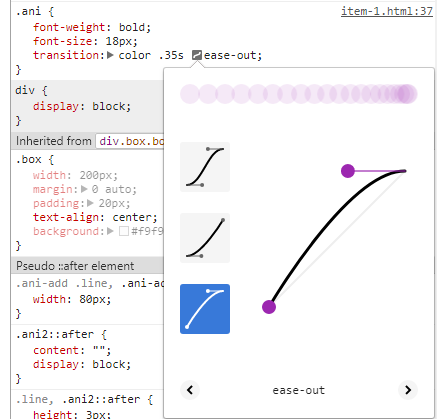 .ani {
item-1.html:37
font-weight: bold;
font-size: 18px;
transition: color .35s ease-out;
}
div {
display: block;
}
Inherited from div.box.bo
.box {
width: 200px;
margin: 0 auto;
padding: 20px;
text-align: center;
background: #f9f9
}
Pseudo ::after element
.ani-add .line, .ani-ad
width: 80px;
}
.ani2::after {
content: "";
display: block;
}
.line, .ani2::after {
height: 3px;
ease-out